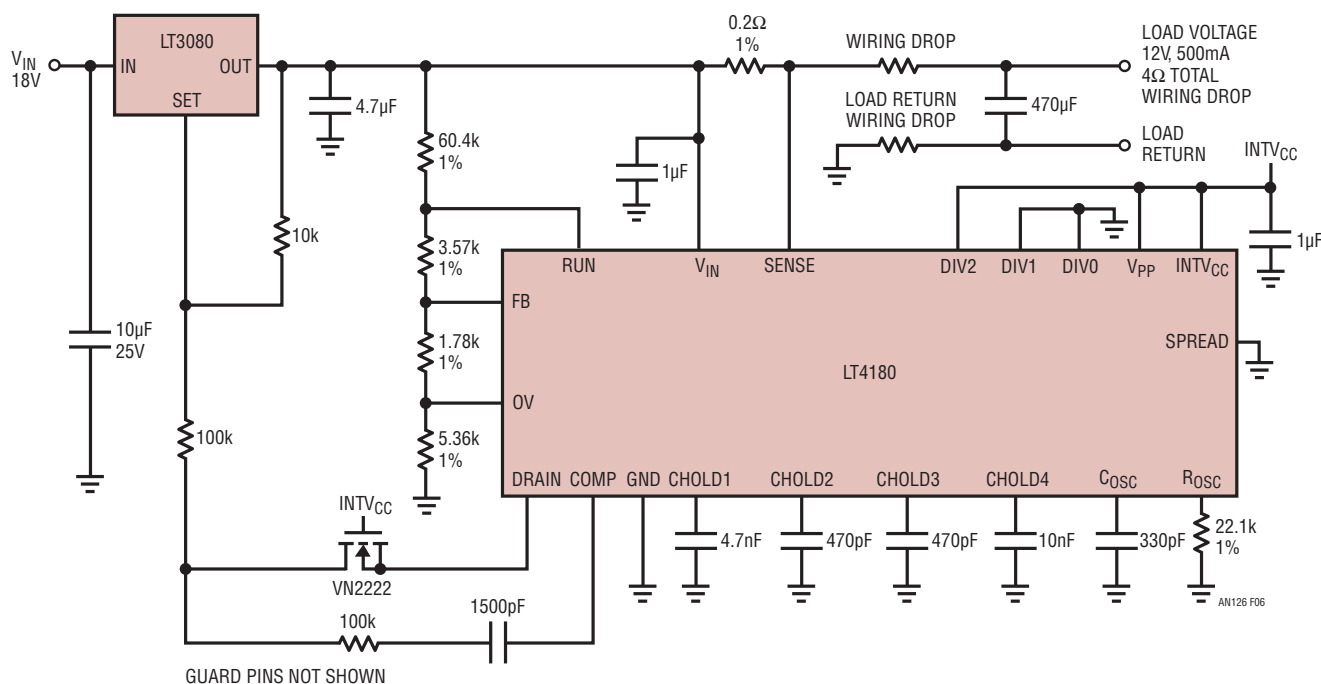 LT3080
IN
OUT
SET
V_IN
18V
0.2Ω
1%
WIRING DROP
LOAD VOLTAGE
12V, 500mA
4Ω TOTAL
WIRING DROP
4.7µF
LOAD RETURN
WIRING DROP
470µF
LOAD
RETURN
60.4k
1%
1µF
INTV_CC
10k
3.57k
1%
1µF
RUN
V_IN
SENSE
DIV2
DIV1
DIV0
V_PP
INTV_CC
FB
10µF
25V
1.78k
1%
SPREAD
LT4180
OV
100k
5.36k
1%
DRAIN
COMP
GND
CHOLD1
CHOLD2
CHOLD3
CHOLD4
C_OSC
R_OSC
INTV_CC
4.7nF
470pF
470pF
10nF
330pF
22.1k
1%
VN2222
1500pF
AN126 F06
100k
GUARD PINS NOT SHOWN